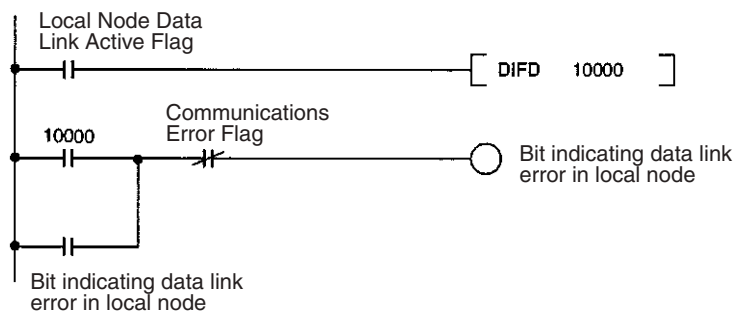 Local Node Data
Link Active Flag
DIFD 10000
Communications
Error Flag
10000
Bit indicating data link
error in local node
Bit indicating data link
error in local node